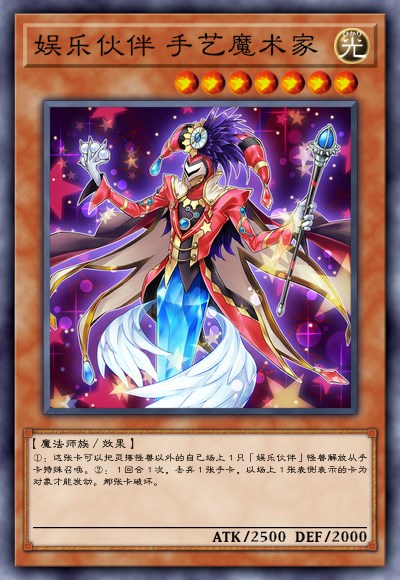 娱乐伙伴 手艺魔术家
光
ひかり
【魔法师族/效果】
①：这张卡可以把灵摆怪兽以外的自己场上1只「娱乐伙伴」怪兽解放从手
卡特殊召唤。②：1回合1次，丢弃1张手卡，以场上1张表侧表示的卡为
对象才能发动。那张卡破坏。
ATK/2500 DEF/2000